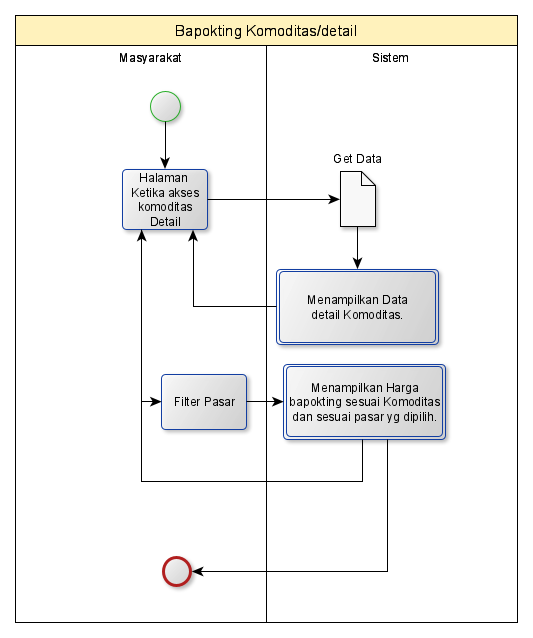 Bapokting Komoditas/detail
Masyarakat
Sistem
Get Data
Halaman
Ketika akses
komoditas
Detail
Menampilkan Data
detail Komoditas.
Filter Pasar
Menampilkan Harga
bapokting sesuai Komoditas
dan sesuai pasar yg dipilih.